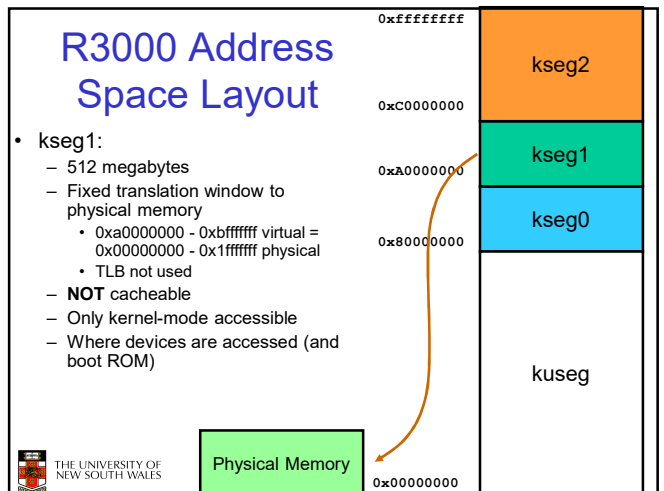 R3000 Address
Space Layout
• kseg1:
– 512 megabytes
– Fixed translation window to
physical memory
• 0xa0000000 - 0xbfffffff virtual =
0x00000000 - 0x1fffffff physical
• TLB not used
– NOT cacheable
– Only kernel-mode accessible
– Where devices are accessed (and
boot ROM)
THE UNIVERSITY OF
NEW SOUTH WALES
Physical Memory
0xffffffff
0xC0000000
0xA0000000
0x80000000
0x00000000
kseg2
kseg1
kseg0
kuseg